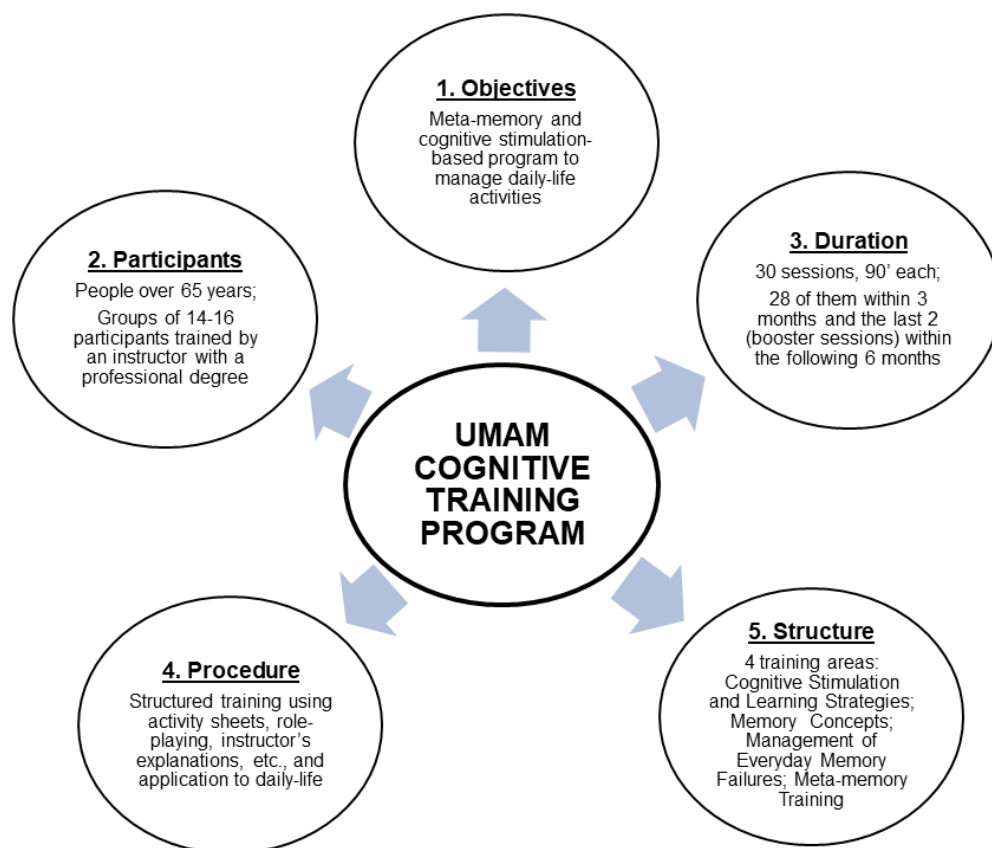 1. Objectives
Meta-memory and
cognitive stimulation-
based program to
manage daily-life
activities
2. Participants
People over 65 years;
Groups of 14-16
participants trained by
an instructor with a
professional degree
3. Duration
30 sessions, 90’ each;
28 of them within 3
months and the last 2
(booster sessions) within
the following 6 months
UMAM
COGNITIVE
TRAINING
PROGRAM
4. Procedure
Structured training using
activity sheets, role-
playing, instructor’s
explanations, etc., and
application to daily-life
5. Structure
4 training areas:
Cognitive Stimulation
and Learning Strategies;
Memory Concepts;
Management of
Everyday Memory
Failures; Meta-memory
Training